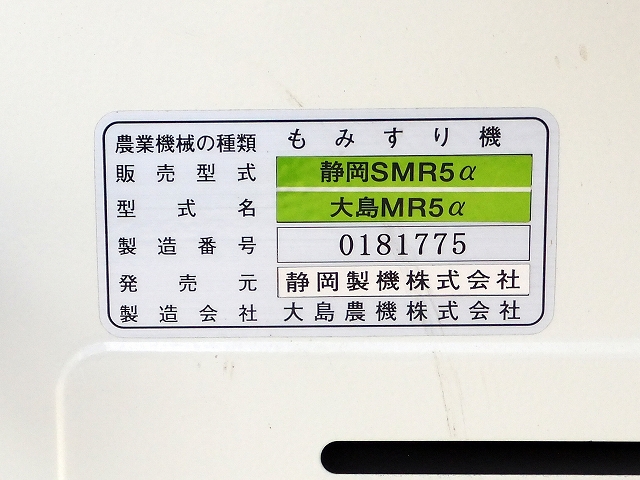 農業機械の種類 もみすり機
販売型式 静岡SMR5α
型式名 大島MR5α
製造番号 0181775
発売元 静岡製機株式会社
製造会社 大島農機株式会社